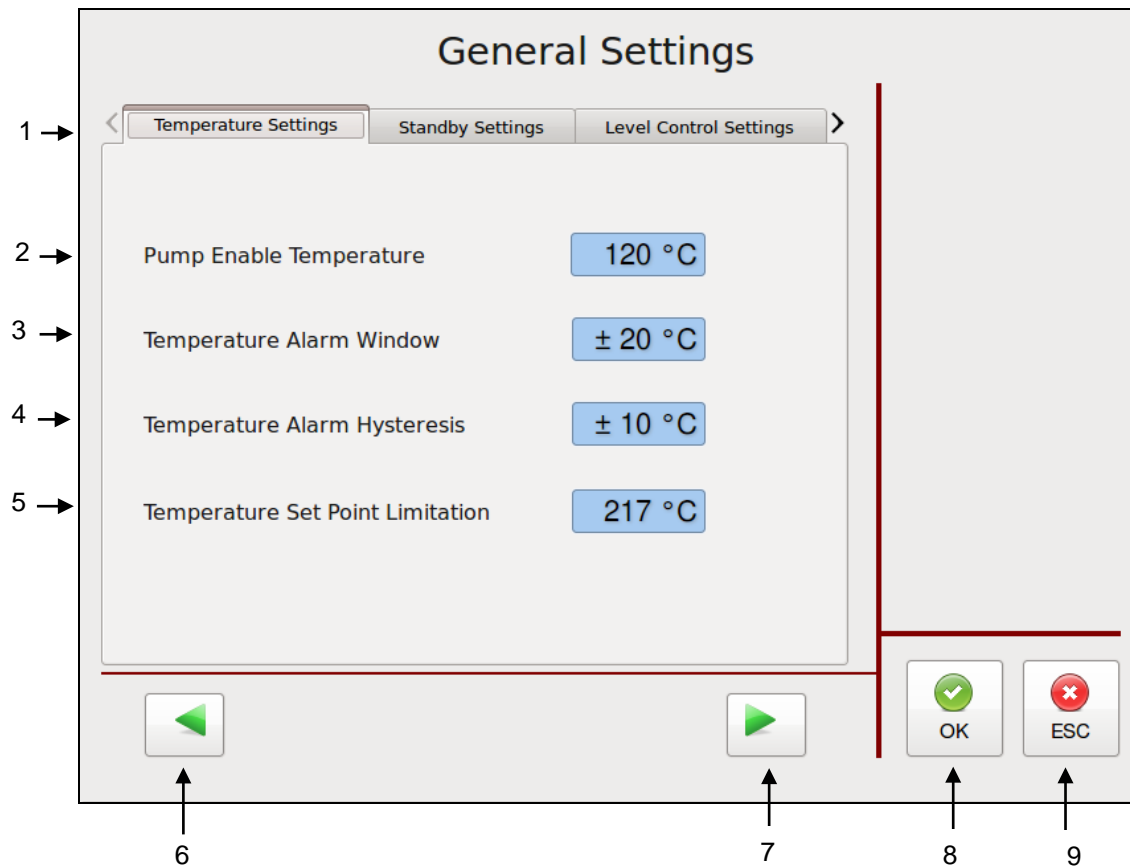 General Settings
1 Temperature Settings Standby Settings Level Control Settings
2 Pump Enable Temperature 120 °C
3 Temperature Alarm Window ± 20 °C
4 Temperature Alarm Hysteresis ± 10 °C
5 Temperature Set Point Limitation 217 °C
OK ESC
6 7 8 9